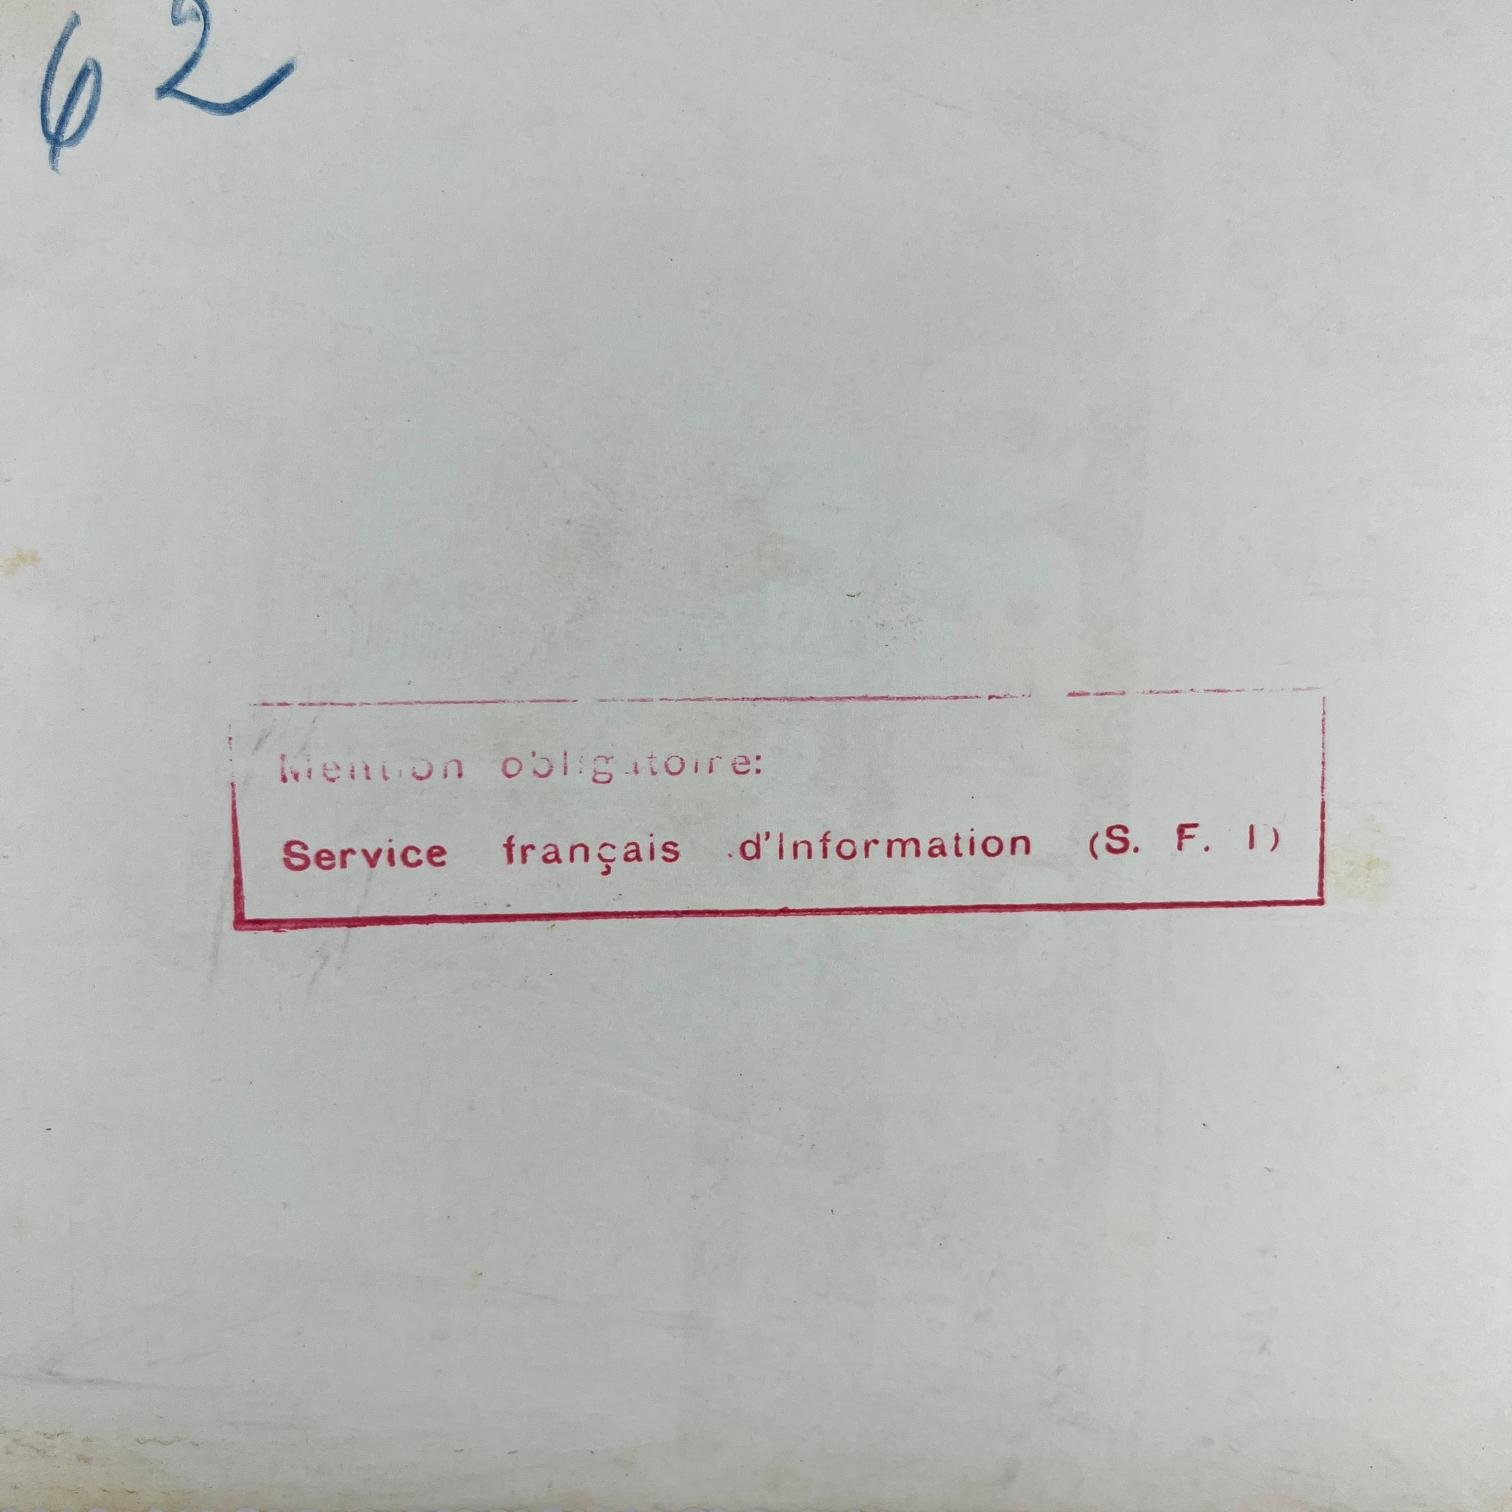 62
Mention obligatoire:
Service français d'Information (S. F. I)